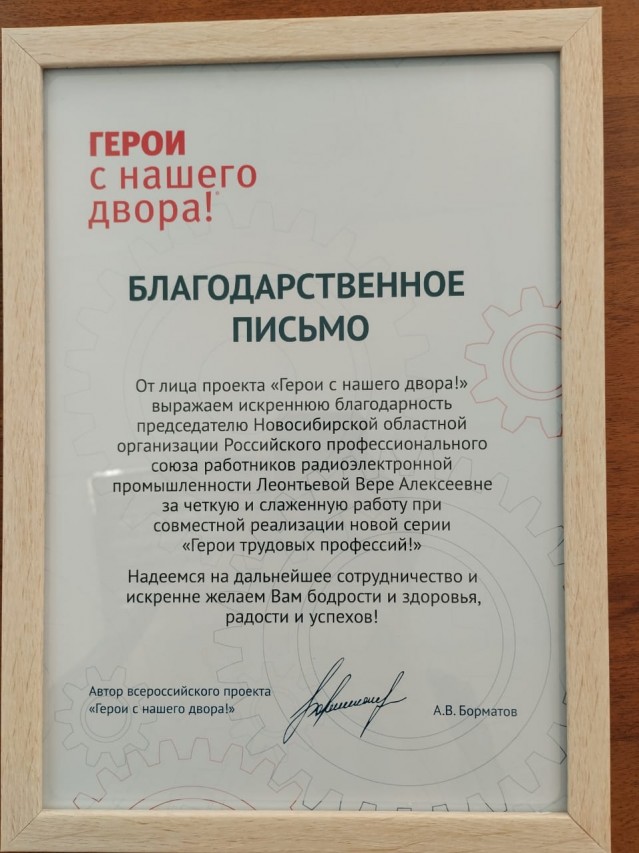 ГЕРОИ
с нашего
двора!
БЛАГОДАРСТВЕННОЕ
ПИСЬМО
От лица проекта «Герои с нашего двора!»
выражаем искреннюю благодарность
председателю Новосибирской областной
организации Российского профессионального
союза работников радиоэлектронной
промышленности Леонтьевой Вере Алексеевне
за четкую и слаженную работу при
совместной реализации новой серии
«Герои трудовых профессий!»
Надеемся на дальнейшее сотрудничество и
искренне желаем Вам бодрости и здоровья,
радости и успехов!
Автор всероссийского проекта
«Герои с нашего двора!»
А.В. Борматов